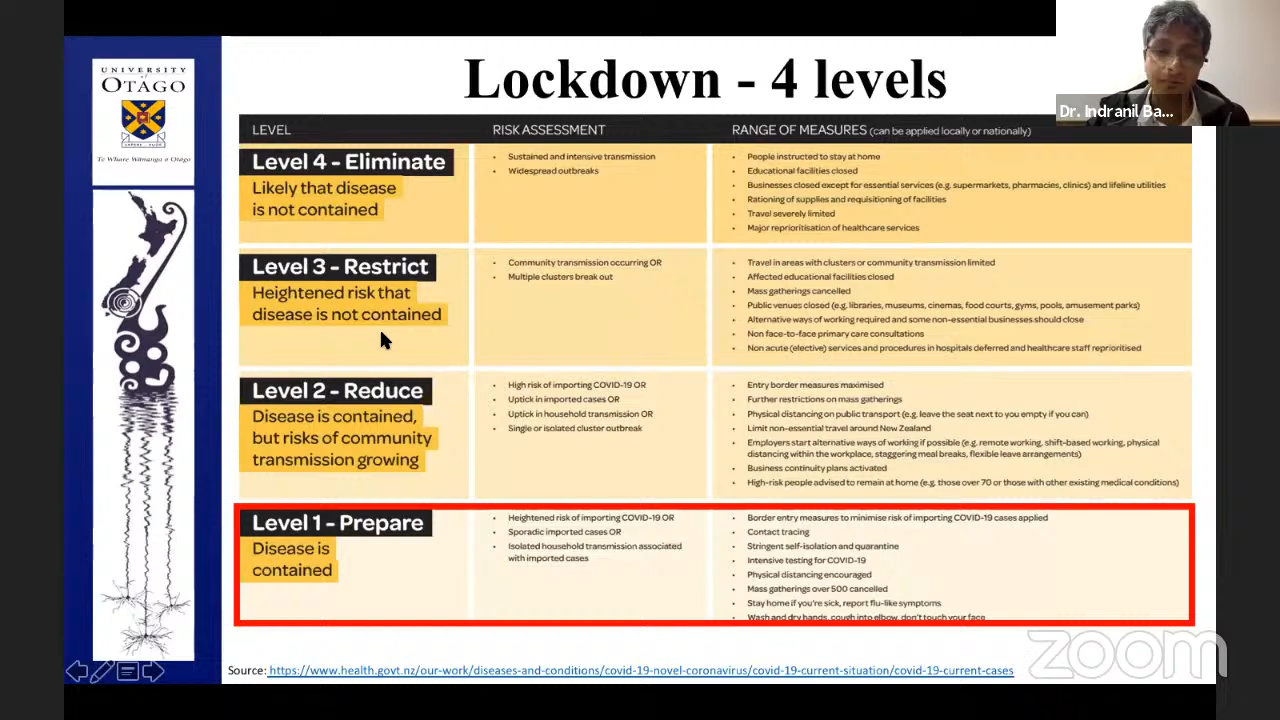 UNIVERSITY
of
OTAGO
Te Whare Wānanga o Otāgo
Lockdown - 4 levels
Dr. Indranil Ba...
LEVEL
RISK ASSESSMENT
RANGE OF MEASURES (can be applied locally or nationally)
Level 4 - Eliminate
Likely that disease
is not contained
• Sustained and intensive transmission
• Widespread outbreaks
• People instructed to stay at home
• Educational facilities closed
• Businesses closed except for essential services (e.g. supermarkets, pharmacies, clinics) and lifeline utilities
• Rationing of supplies and requisitioning of facilities
• Travel severely limited
• Major reprioritisation of healthcare services
Level 3 - Restrict
Heightened risk that
disease is not contained
• Community transmission occurring OR
• Multiple clusters break out
• Travel in areas with clusters or community transmission limited
• Affected educational facilities closed
• Mass gatherings cancelled
• Public venues closed (e.g. libraries, museums, cinemas, food courts, gyms, pools, amusement parks)
• Alternative ways of working required and some non-essential businesses should close
• Non face-to-face primary care consultations
• Non acute (elective) services and procedures in hospitals deferred and healthcare staff reprioritised
Level 2 - Reduce
Disease is contained,
but risks of community
transmission growing
• High risk of importing COVID-19 OR
• Uptick in imported cases OR
• Uptick in household transmission OR
• Single or isolated cluster outbreak
• Entry border measures maximised
• Further restrictions on mass gatherings
• Physical distancing on public transport (e.g. leave the seat next to you empty if you can)
• Limit non-essential travel around New Zealand
• Employers start alternative ways of working if possible (e.g. remote working, shift-based working, physical
distancing within the workplace, staggering meal breaks, flexible leave arrangements)
• Business continuity plans activated
• High-risk people advised to remain at home (e.g. those over 70 or those with other existing medical conditions)
Level 1 - Prepare
Disease is
contained
• Heightened risk of importing COVID-19 OR
• Sporadic imported cases OR
• Isolated household transmission associated
with imported cases
• Border entry measures to minimise risk of importing COVID-19 cases applied
• Contact tracing
• Stringent self-isolation and quarantine
• Intensive testing for COVID-19
• Physical distancing encouraged
• Mass gatherings over 500 cancelled
• Stay home if you're sick, report flu-like symptoms
• Wash and dry hands, cough into elbow, don't touch your face
zoom
Source: https://www.health.govt.nz/our-work/diseases-and-conditions/covid-19-novel-coronavirus/covid-19-current-situation/covid-19-current-cases